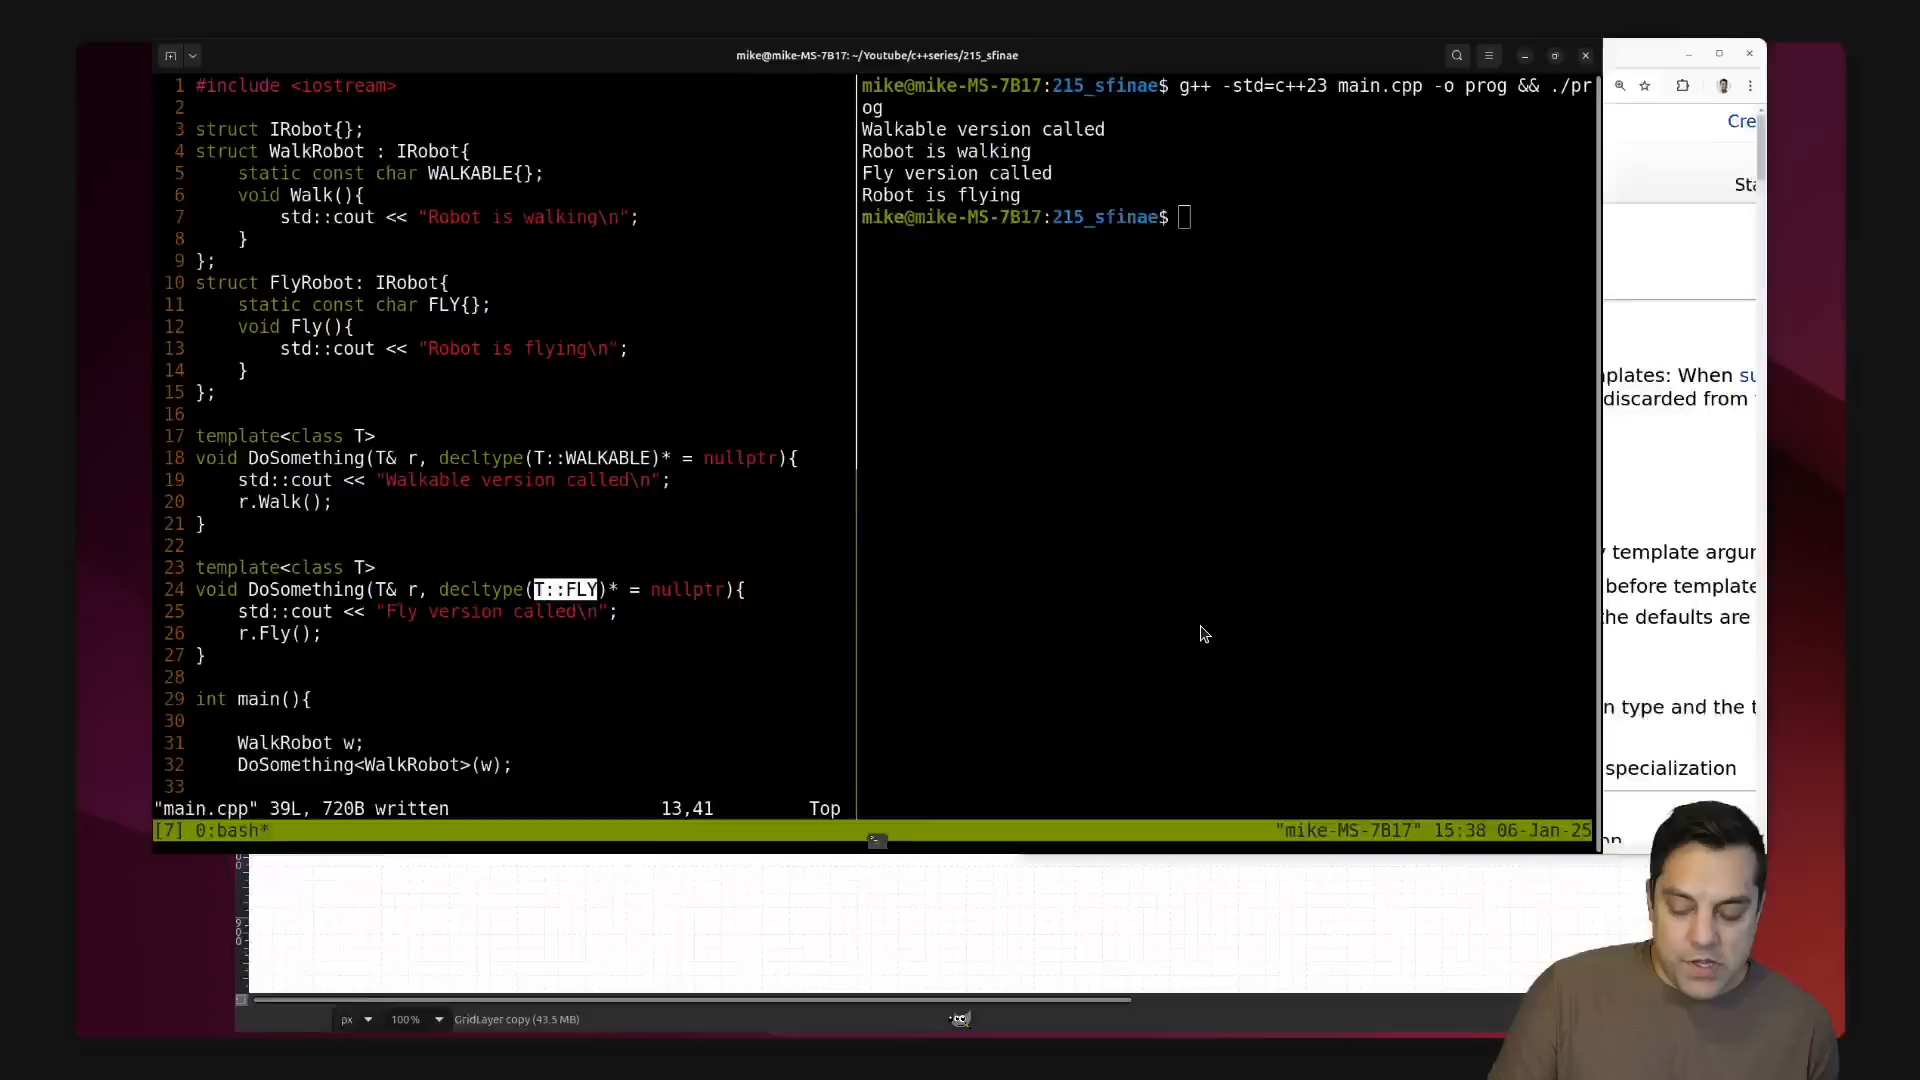 mike@mike-MS-7B17: ~/Youtube/c++series/215_sfinae
1 #include <iostream>
2
3 struct IRobot{};
4 struct WalkRobot : IRobot{
5     static const char WALKABLE{};
6     void Walk(){
7         std::cout << "Robot is walking\n";
8     }
9 };
10 struct FlyRobot: IRobot{
11     static const char FLY{};
12     void Fly(){
13         std::cout << "Robot is flying\n";
14     }
15 };
16
17 template<class T>
18 void DoSomething(T& r, decltype(T::WALKABLE)* = nullptr){
19     std::cout << "Walkable version called\n";
20     r.Walk();
21 }
22
23 template<class T>
24 void DoSomething(T& r, decltype(T::FLY)* = nullptr){
25     std::cout << "Fly version called\n";
26     r.Fly();
27 }
28
29 int main(){
30
31     WalkRobot w;
32     DoSomething<WalkRobot>(w);
33
"main.cpp" 39L, 720B written 13,41 Top
mike@mike-MS-7B17:215_sfinae$ g++ -std=c++23 main.cpp -o prog && ./pr
og
Walkable version called
Robot is walking
Fly version called
Robot is flying
mike@mike-MS-7B17:215_sfinae$
[7] 0:bash* "mike-MS-7B17" 15:38 06-Jan-25
Cre
Sta
nplates: When su
discarded from
template argur
before template
he defaults are
n type and the t
specialization
px 100% GridLayer copy (43.5 MB)